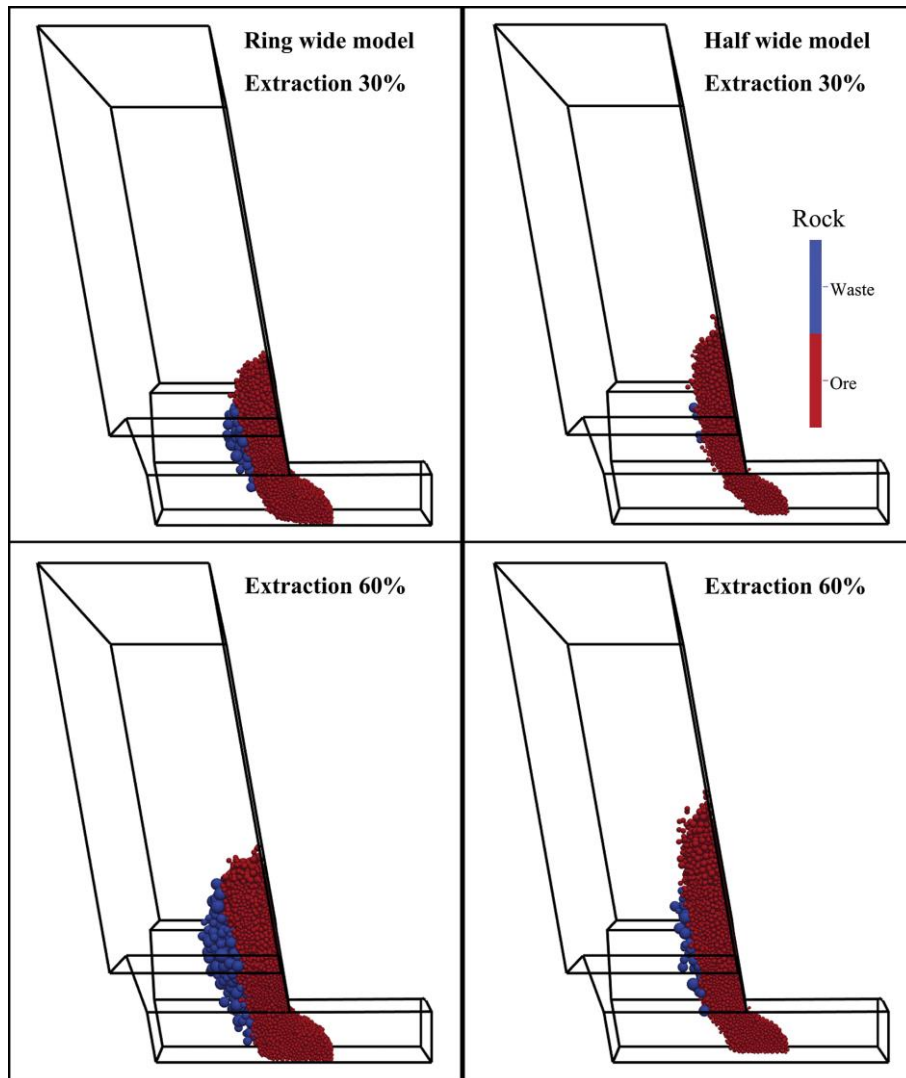 Ring wide model
Extraction 30%
Half wide model
Extraction 30%
Rock
Waste
Ore
Extraction 60%
Extraction 60%